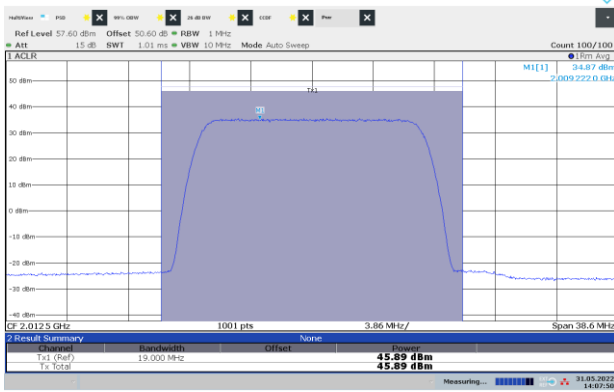 MultiView PSD X 99% OBW X 26 dB BW X CCDF X Pwr X
Ref Level 57.60 dBm Offset 50.60 dB RBW 1 MHz
Att 15 dB SWT 1.01 ms VBW 10 MHz Mode Auto Sweep Count 100/100
1 ACLR 1Rm Avg
M1[1] 34.87 dBm
2.009 222 0 GHz
Tx1
50 dBm
M1
40 dBm
30 dBm
20 dBm
10 dBm
0 dBm
-10 dBm
-20 dBm
-30 dBm
-40 dBm
CF 2.0125 GHz 1001 pts 3.86 MHz/ Span 38.6 MHz
2 Result Summary None
Channel Bandwidth Offset Power
Tx1 (Ref) 19.000 MHz 45.89 dBm
Tx Total 45.89 dBm
Measuring... 31.05.2022
14:07:58